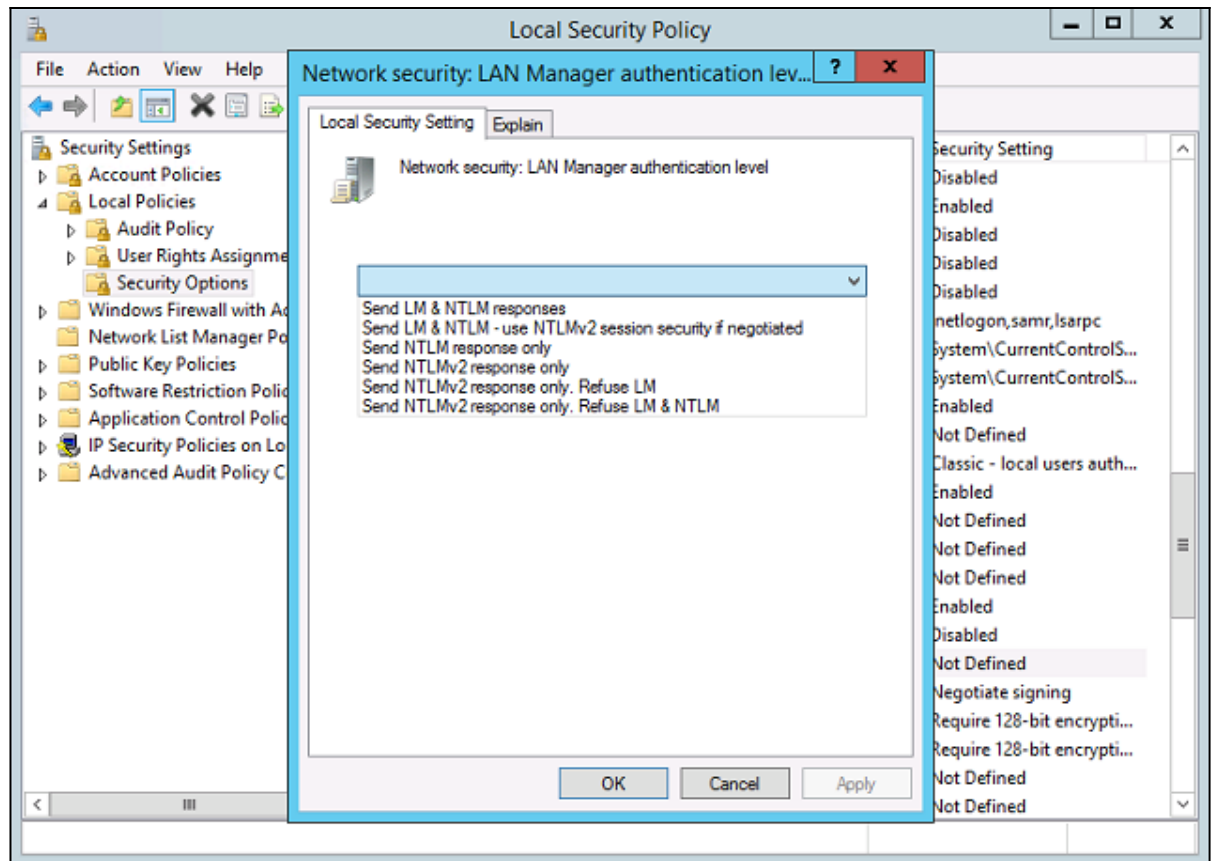 Local Security Policy
File Action View Help
Network security: LAN Manager authentication lev...
?
Local Security Setting
Explain
Network security: LAN Manager authentication level
Send LM & NTLM responses
Send LM & NTLM - use NTLMv2 session security if negotiated
Send NTLM response only
Send NTLMv2 response only
Send NTLMv2 response only. Refuse LM
Send NTLMv2 response only. Refuse LM & NTLM
OK
Cancel
Apply
Security Settings
Account Policies
Local Policies
Audit Policy
User Rights Assignme
Security Options
Windows Firewall with Ad
Network List Manager Po
Public Key Policies
Software Restriction Polic
Application Control Polic
IP Security Policies on Lo
Advanced Audit Policy C
Security Setting
Disabled
Enabled
Disabled
Disabled
Disabled
netlogon,samr,lsarpc
System\CurrentControlS...
System\CurrentControlS...
Enabled
Not Defined
Classic - local users auth...
Enabled
Not Defined
Not Defined
Not Defined
Enabled
Disabled
Not Defined
Negotiate signing
Require 128-bit encrypti...
Require 128-bit encrypti...
Not Defined
Not Defined